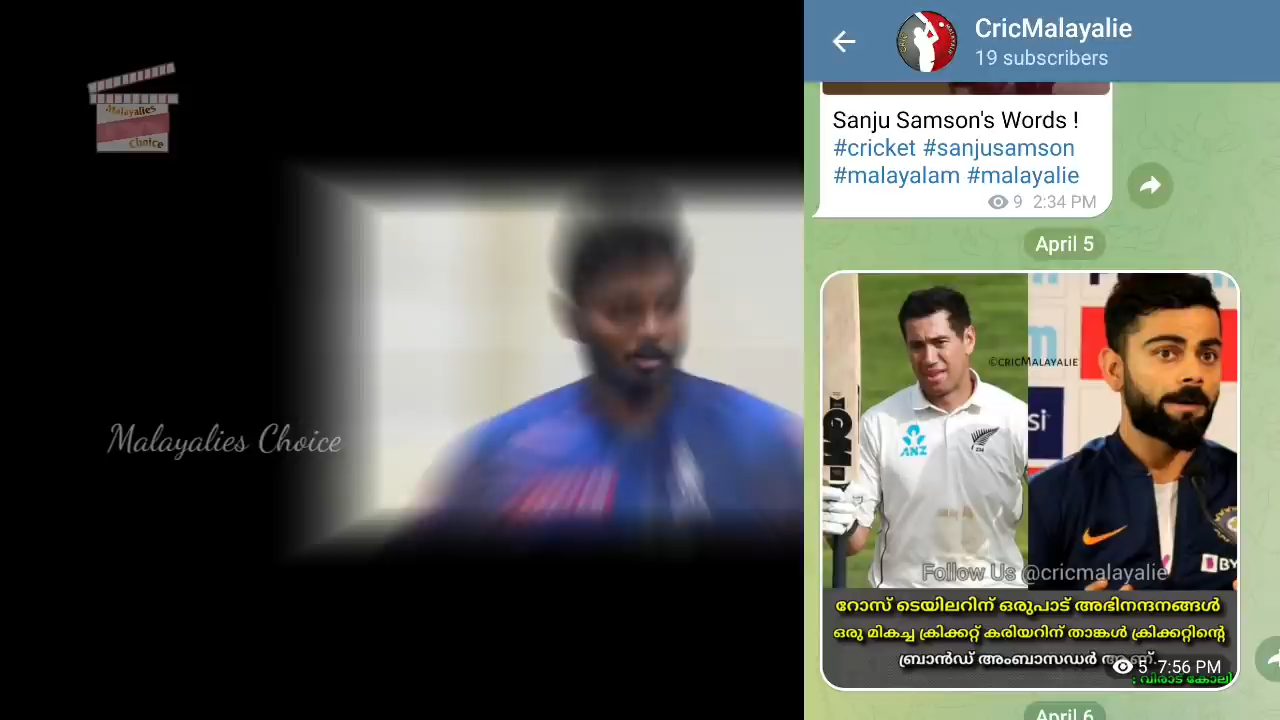 Malayalies
Choice
Malayalies Choice
CricMalayalie
19 subscribers
Sanju Samson's Words !
#cricket #sanjusamson
#malayalam #malayalie
9 2:34 PM
April 5
©CRICMALAYALIE
ANZ
BY
Follow Us @cricmalayalie
റോസ് ടെയിലറിന് ഒരുപാട് അഭിനന്ദനങ്ങൾ
ഒരു മികച്ച ക്രിക്കറ്റ് കരിയറിന് താങ്കൾ ക്രിക്കറ്റിന്റെ
ബ്രാൻഡ് അംബാസഡർ
5 7:56 PM
: വിരാട് കോലി
April 6